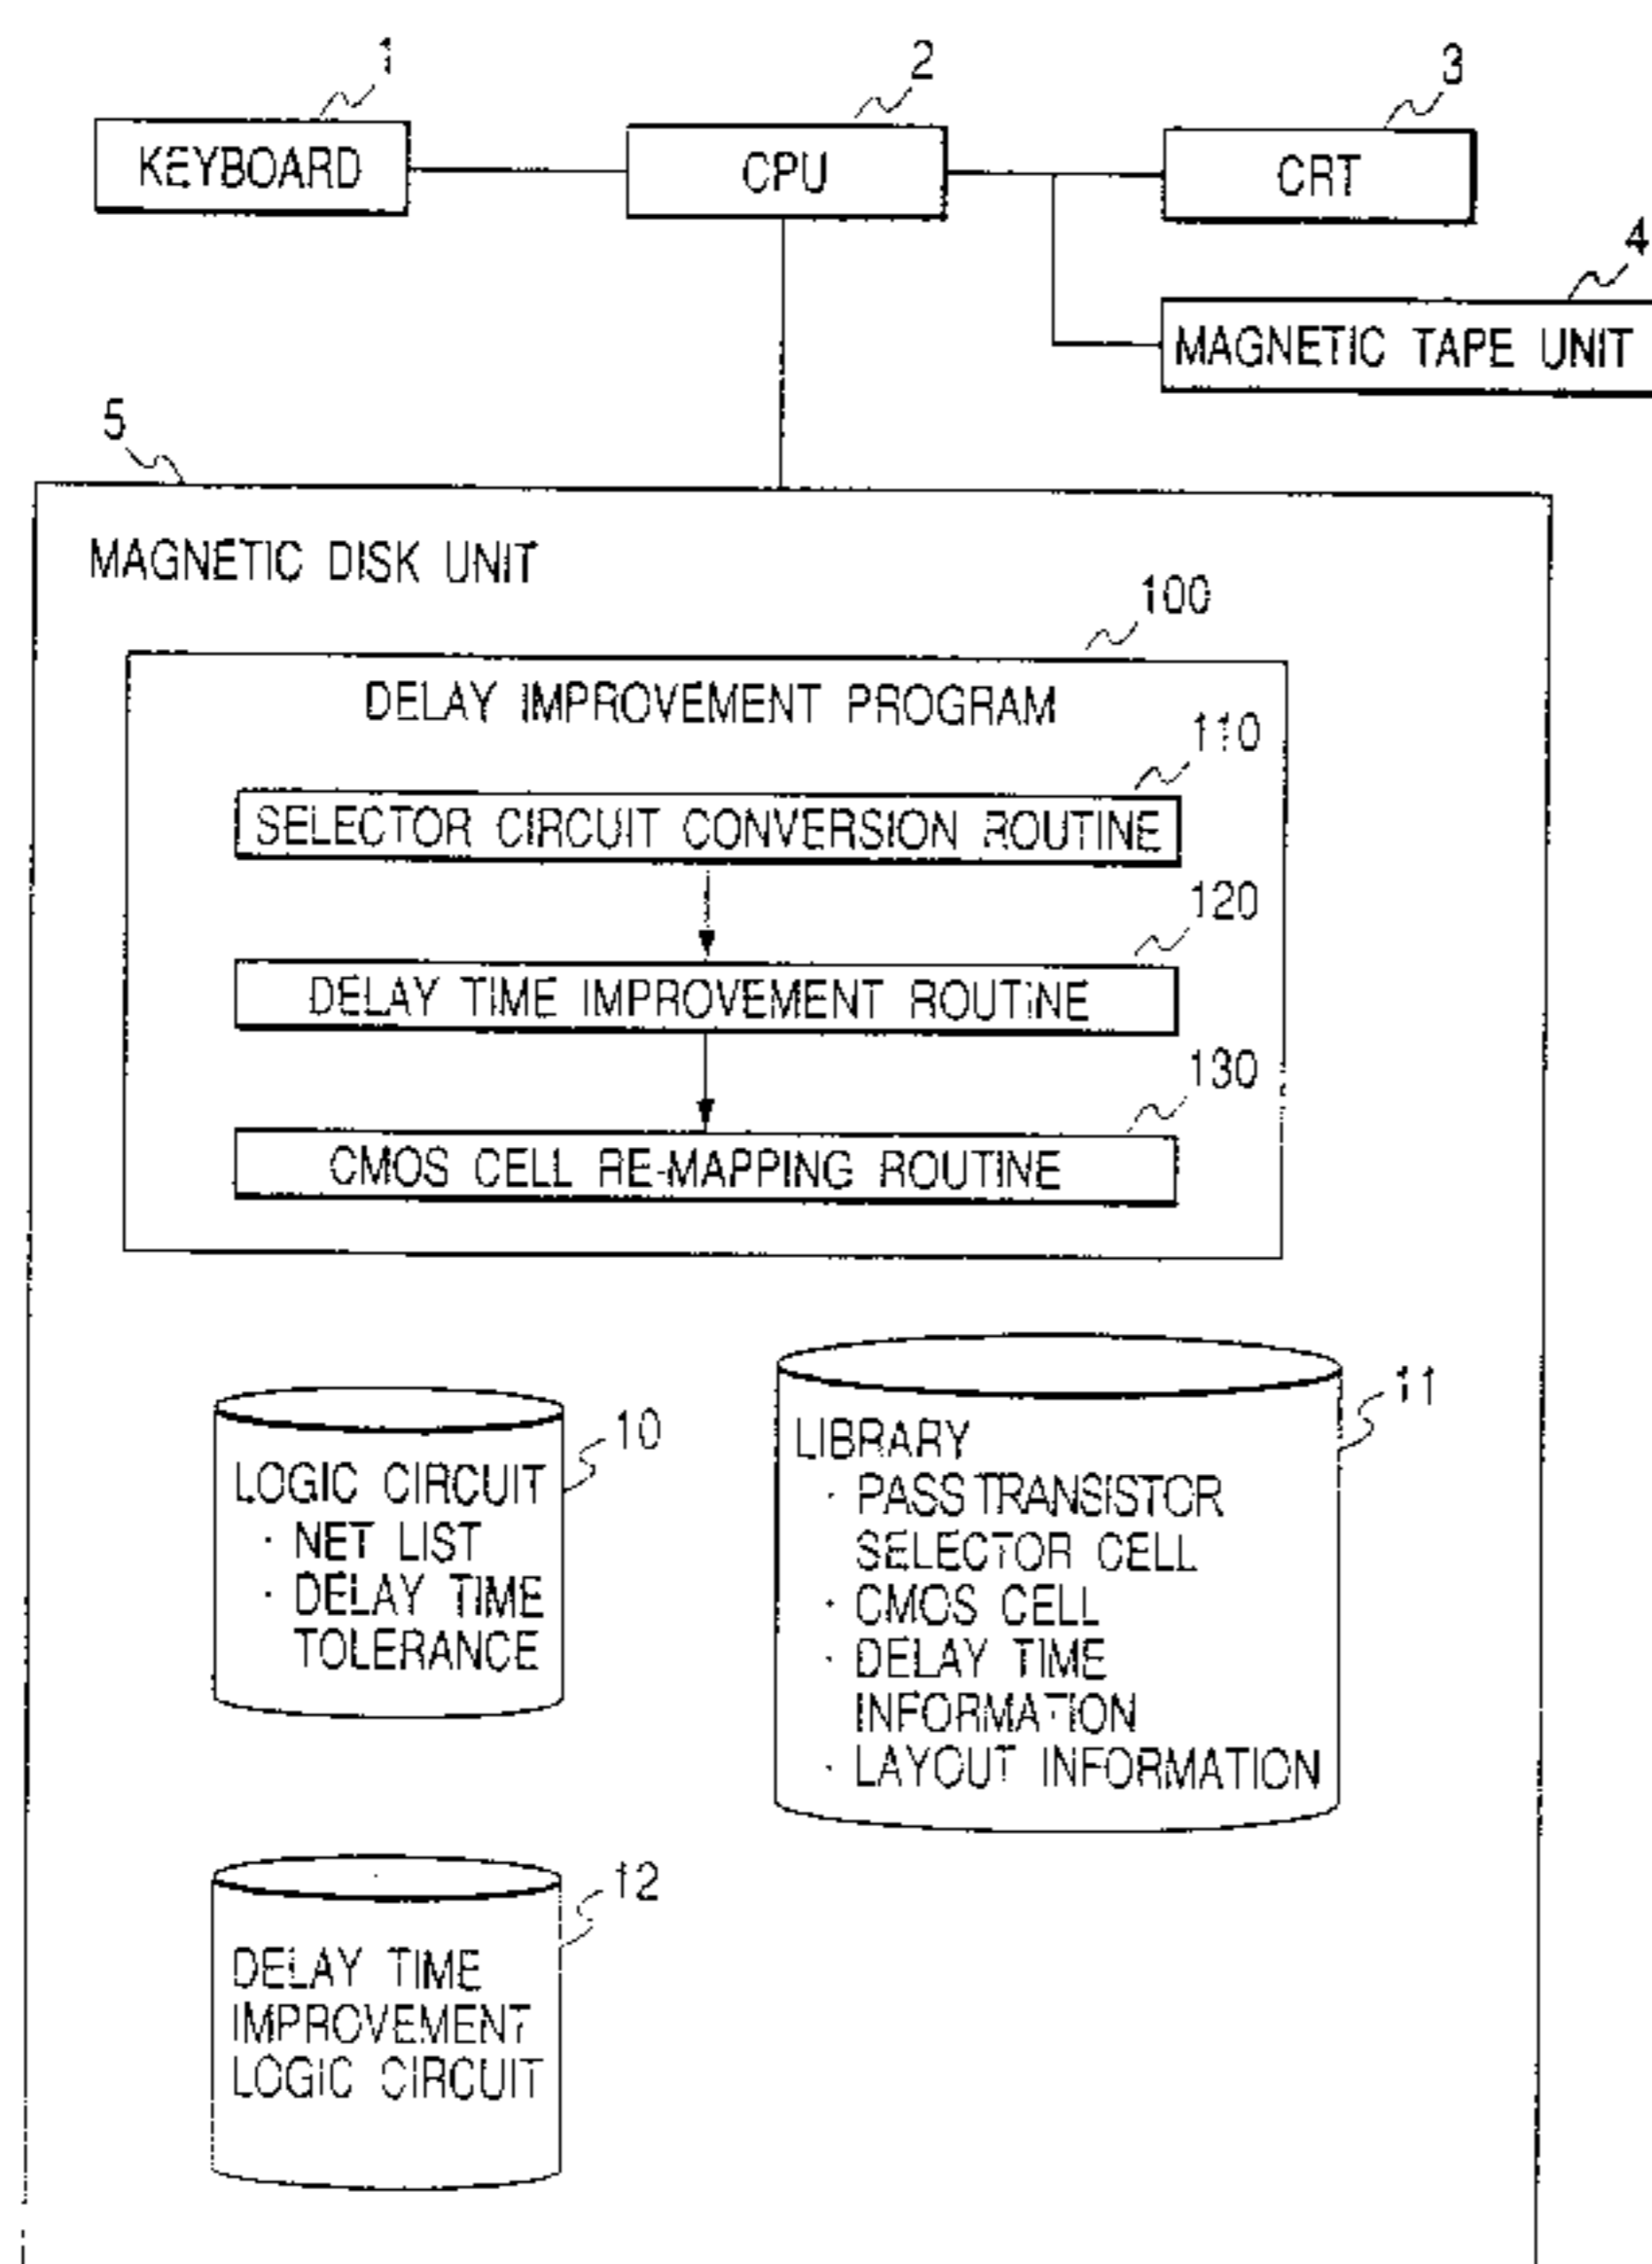 1
2
3
KEYBOARD
CPU
CRT
4
MAGNETIC TAPE UNIT
5
MAGNETIC DISK UNIT
100
DELAY IMPROVEMENT PROGRAM
110
SELECTOR CIRCUIT CONVERSION ROUTINE
120
DELAY TIME IMPROVEMENT ROUTINE
130
CMOS CELL RE-MAPPING ROUTINE
10
LOGIC CIRCUIT
· NET LIST
· DELAY TIME
TOLERANCE
11
LIBRARY
· PASS TRANSISTOR
SELECTOR CELL
· CMOS CELL
· DELAY TIME
INFORMATION
· LAYOUT INFORMATION
12
DELAY TIME
IMPROVEMENT
LOGIC CIRCUIT